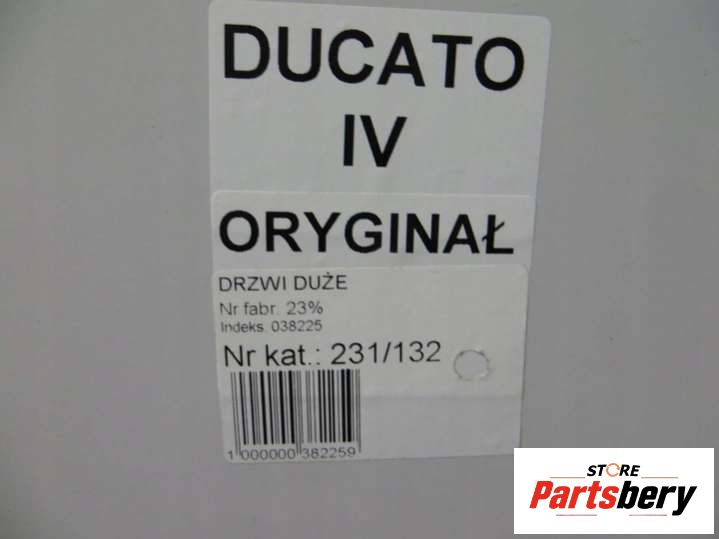 DUCATO
IV
ORYGINAŁ
DRZWI DUŻE
Nr fabr. 23%
Indeks. 038225
Nr kat.: 231/132
1 000000 382259
STORE
Partsbery